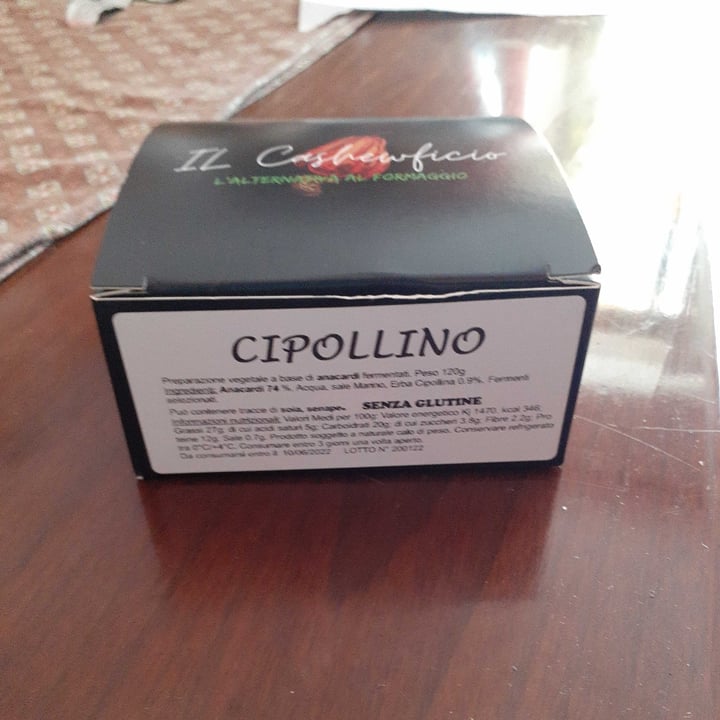 IL Cashewficio
L'ALTERNATIVA AL FORMAGGIO
CIPOLLINO
Preparazione vegetale a base di anacardi fermentati. Peso 120g
Ingredienti: Anacardi 74 %, Acqua, sale Marino, Erba Cipollina 0.9%, Fermenti
selezionati.
Può contenere tracce di soia, senape. SENZA GLUTINE
Informazioni nutrizionali: Valori Medi per 100g: Valore energetico Kj 1470, kcal 346,
Grassi 27g, di cui acidi saturi 5g; Carboidrati 20g, di cui zuccheri 3.8g; Fibre 2.2g; Pro
teine 12g, Sale 0.7g. Prodotto soggetto a naturale calo di peso. Conservare refrigerato
tra 0°C/+4°C. Consumare entro 3 giorni una volta aperto.
Da consumarsi entro il 10/06/2022 LOTTO N° 200122